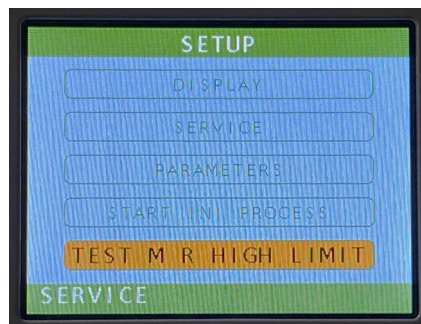 SETUP
DISPLAY
SERVICE
PARAMETERS
START INI PROCESS
TEST M R HIGH LIMIT
SERVICE